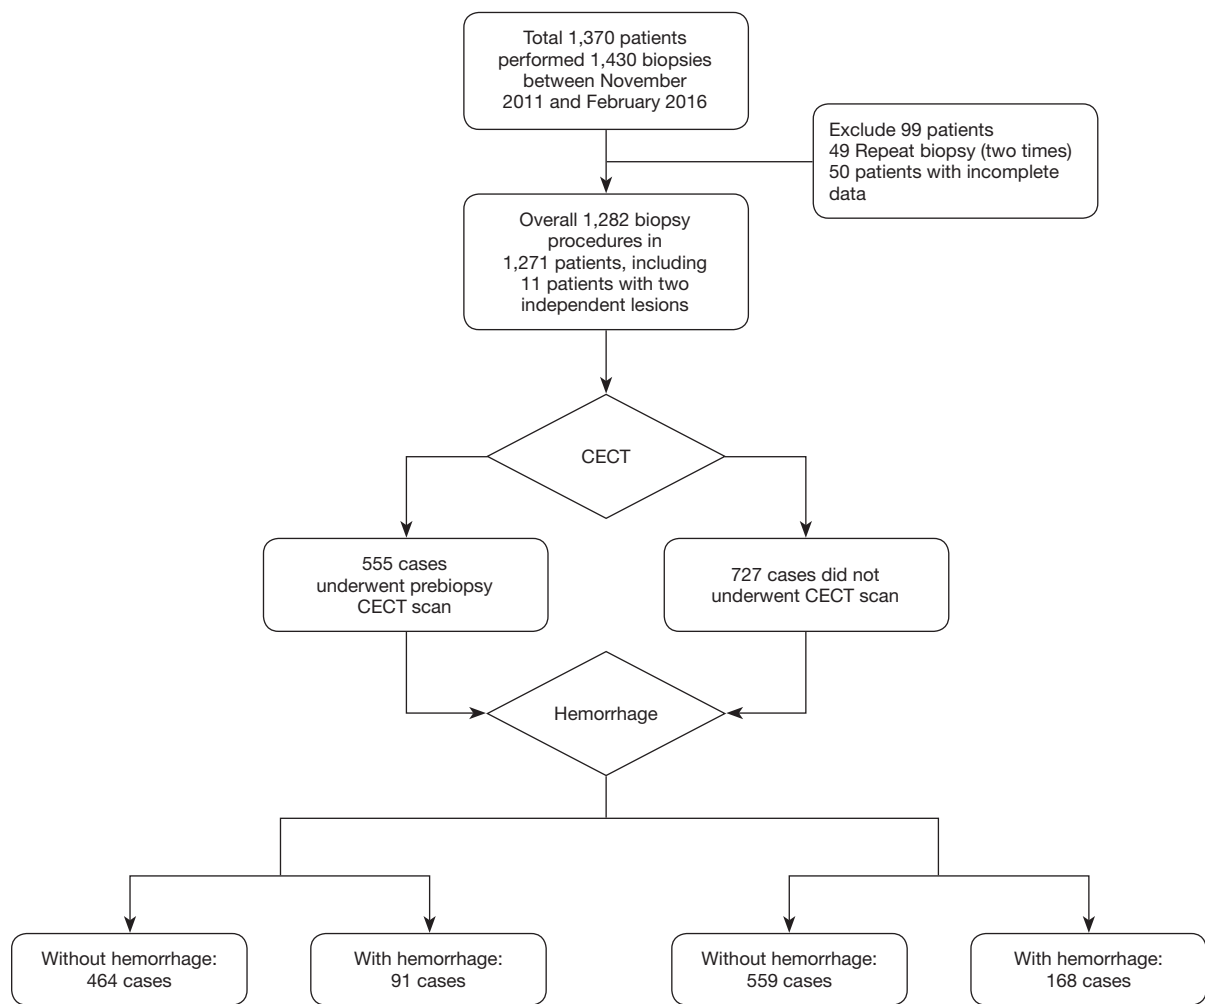 Total 1,370 patients
performed 1,430 biopsies
between November
2011 and February 2016
Exclude 99 patients
49 Repeat biopsy (two times)
50 patients with incomplete
data
Overall 1,282 biopsy
procedures in
1,271 patients, including
11 patients with two
independent lesions
CECT
555 cases
underwent prebiopsy
CECT scan
727 cases did not
underwent CECT scan
Hemorrhage
Without hemorrhage:
464 cases
With hemorrhage:
91 cases
Without hemorrhage:
559 cases
With hemorrhage:
168 cases